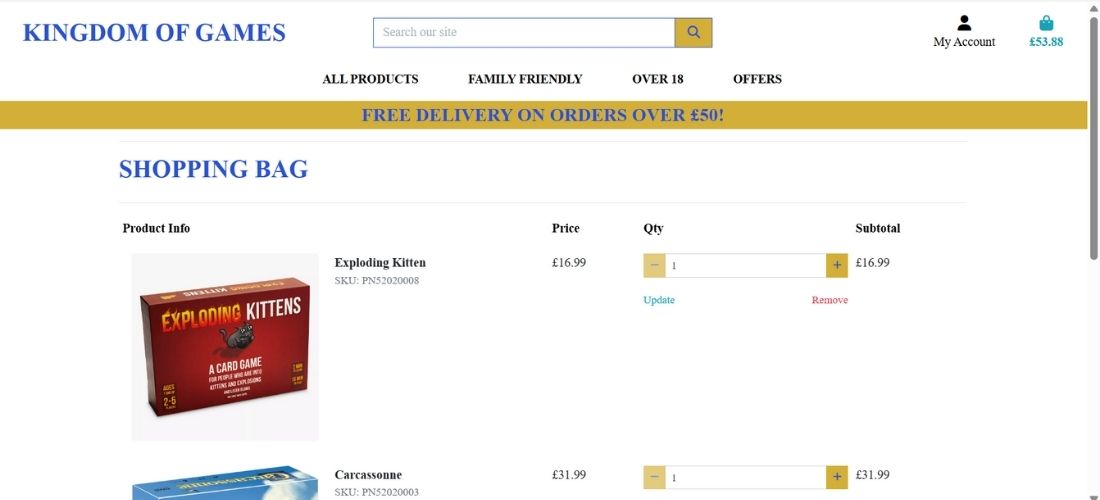 KINGDOM OF GAMES
Search our site
My Account
£53.88
ALL PRODUCTS FAMILY FRIENDLY OVER 18 OFFERS
FREE DELIVERY ON ORDERS OVER £50!
SHOPPING BAG
Product Info Price Qty Subtotal
Exploding Kitten £16.99 − 1 + £16.99
SKU: PN52020008
Update Remove
EXPLODING KITTENS
EXPLODING KITTENS
A CARD GAME
FOR PEOPLE WHO ARE INTO
KITTENS AND EXPLOSIONS
AGES
2-5
Carcassonne £31.99 − 1 + £31.99
SKU: PN52020003